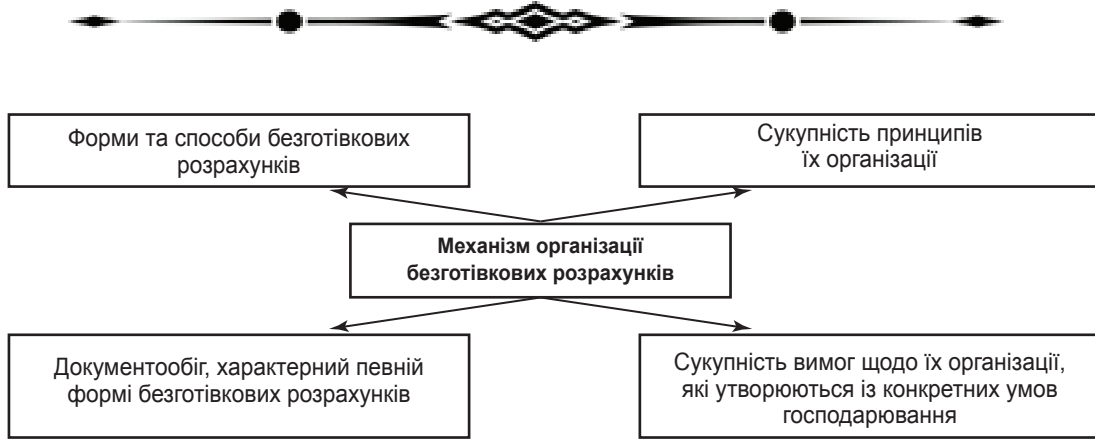 Форми та способи безготівкових
розрахунків
Сукупність принципів
їх організації
Механізм організації
безготівкових розрахунків
Документообіг, характерний певній
формі безготівкових розрахунків
Сукупність вимог щодо їх організації,
які утворюються із конкретних умов
господарювання